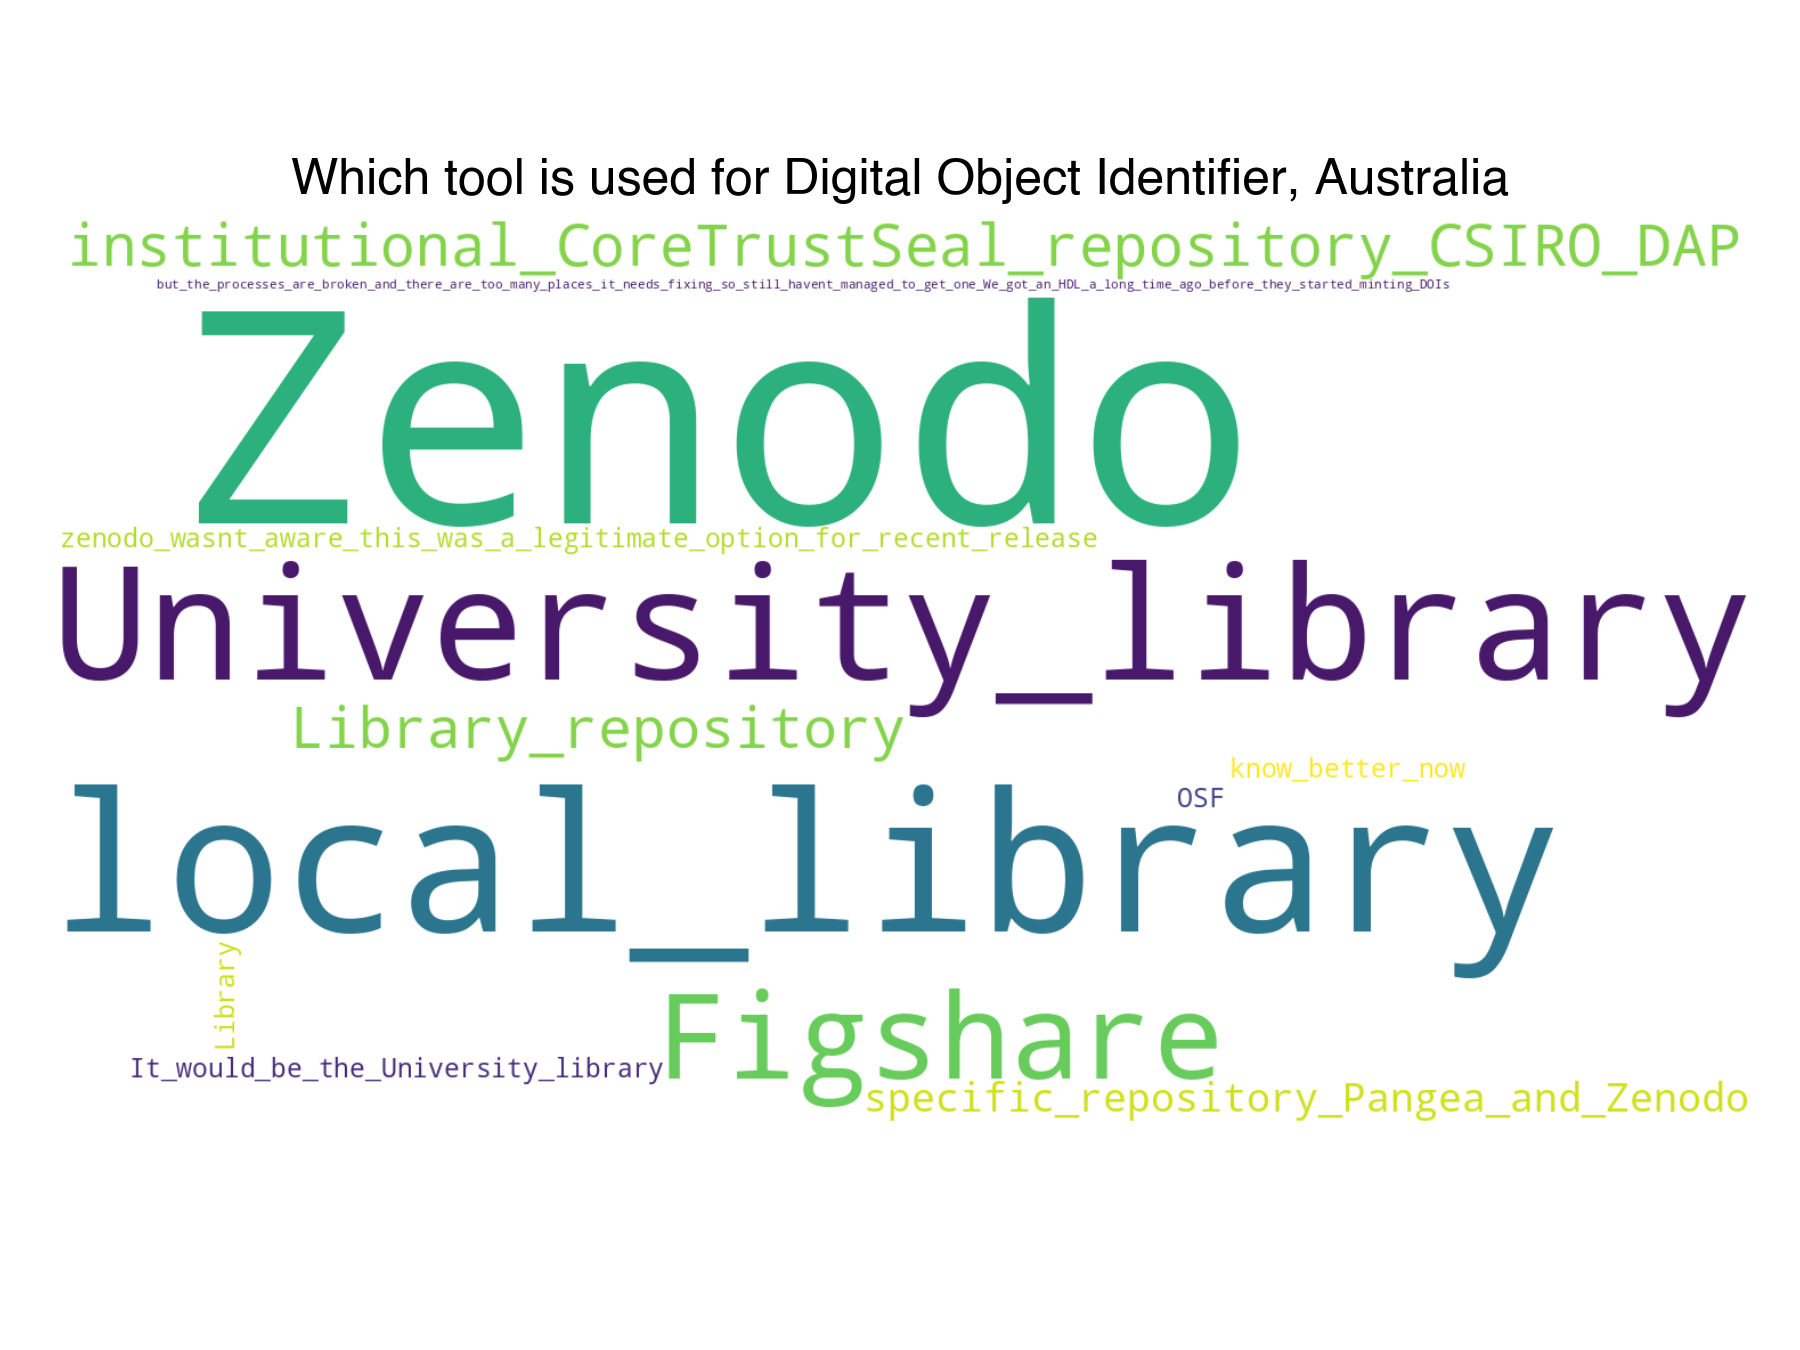 Which tool is used for Digital Object Identifier, Australia
institutional_CoreTrustSeal_repository_CSIRO_DAP
but_the_processes_are_broken_and_there_are_too_many_places_it_needs_fixing_so_still_havent_managed_to_get_one_We_got_an_HDL_a_long_time_ago_before_they_started_minting_DOIs
Zenodo
zenodo_wasnt_aware_this_was_a_legitimate_option_for_recent_release
University_library
Library_repository
know_better_now
OSF
local_library
Library
Figshare
It_would_be_the_University_library
specific_repository_Pangea_and_Zenodo